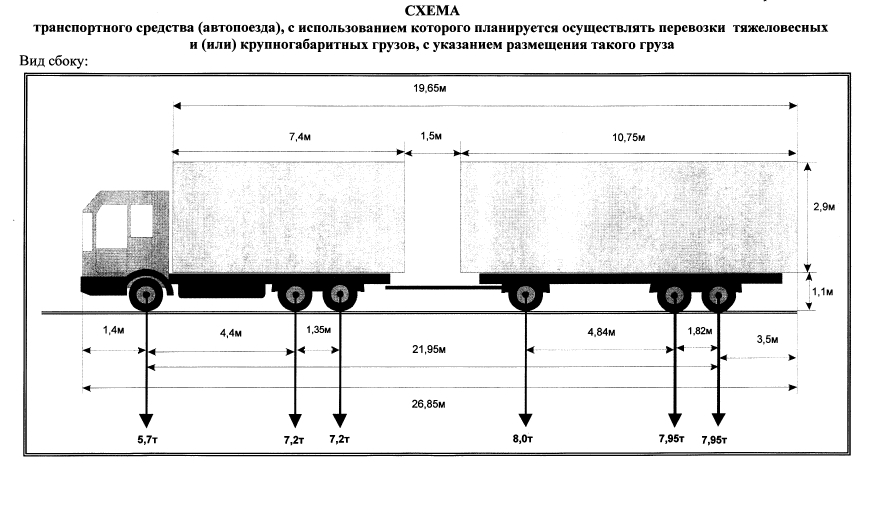 СХЕМА
транспортного средства (автопоезда), с использованием которого планируется осуществлять перевозки тяжеловесных
и (или) крупногабаритных грузов, с указанием размещения такого груза
Вид сбоку:
19,65м
7,4м 1,5м 10,75м
2,9м
1,1м
1,4м 4,4м 1,35м 4,84м 1,82м 3,5м
21,95м
26,85м
5,7т 7,2т 7,2т 8,0т 7,95т 7,95т